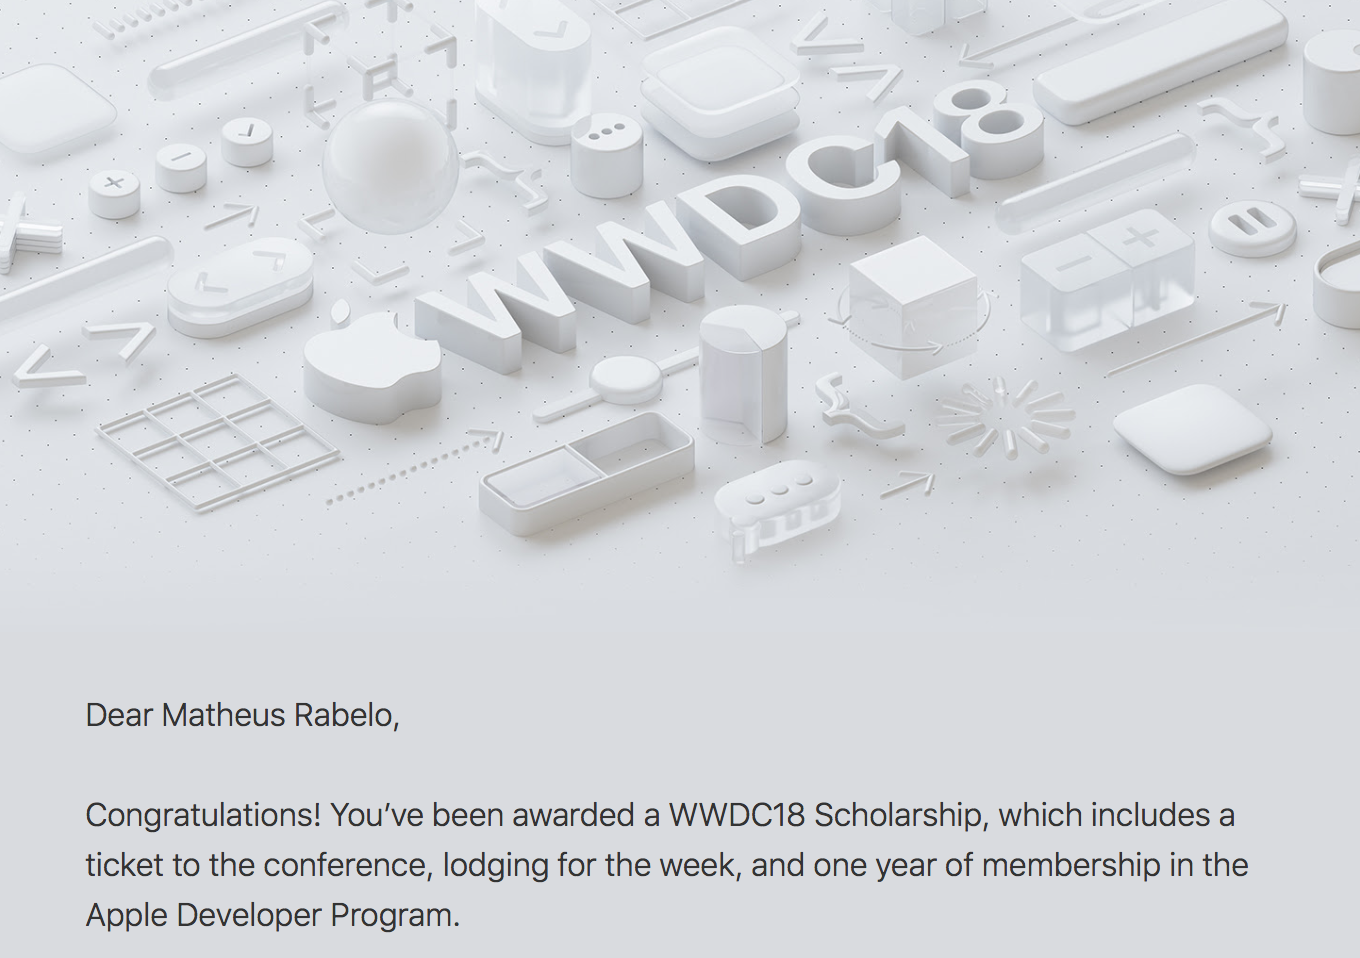 WWDC18
Dear Matheus Rabelo,
Congratulations! You’ve been awarded a WWDC18 Scholarship, which includes a
ticket to the conference, lodging for the week, and one year of membership in the
Apple Developer Program.